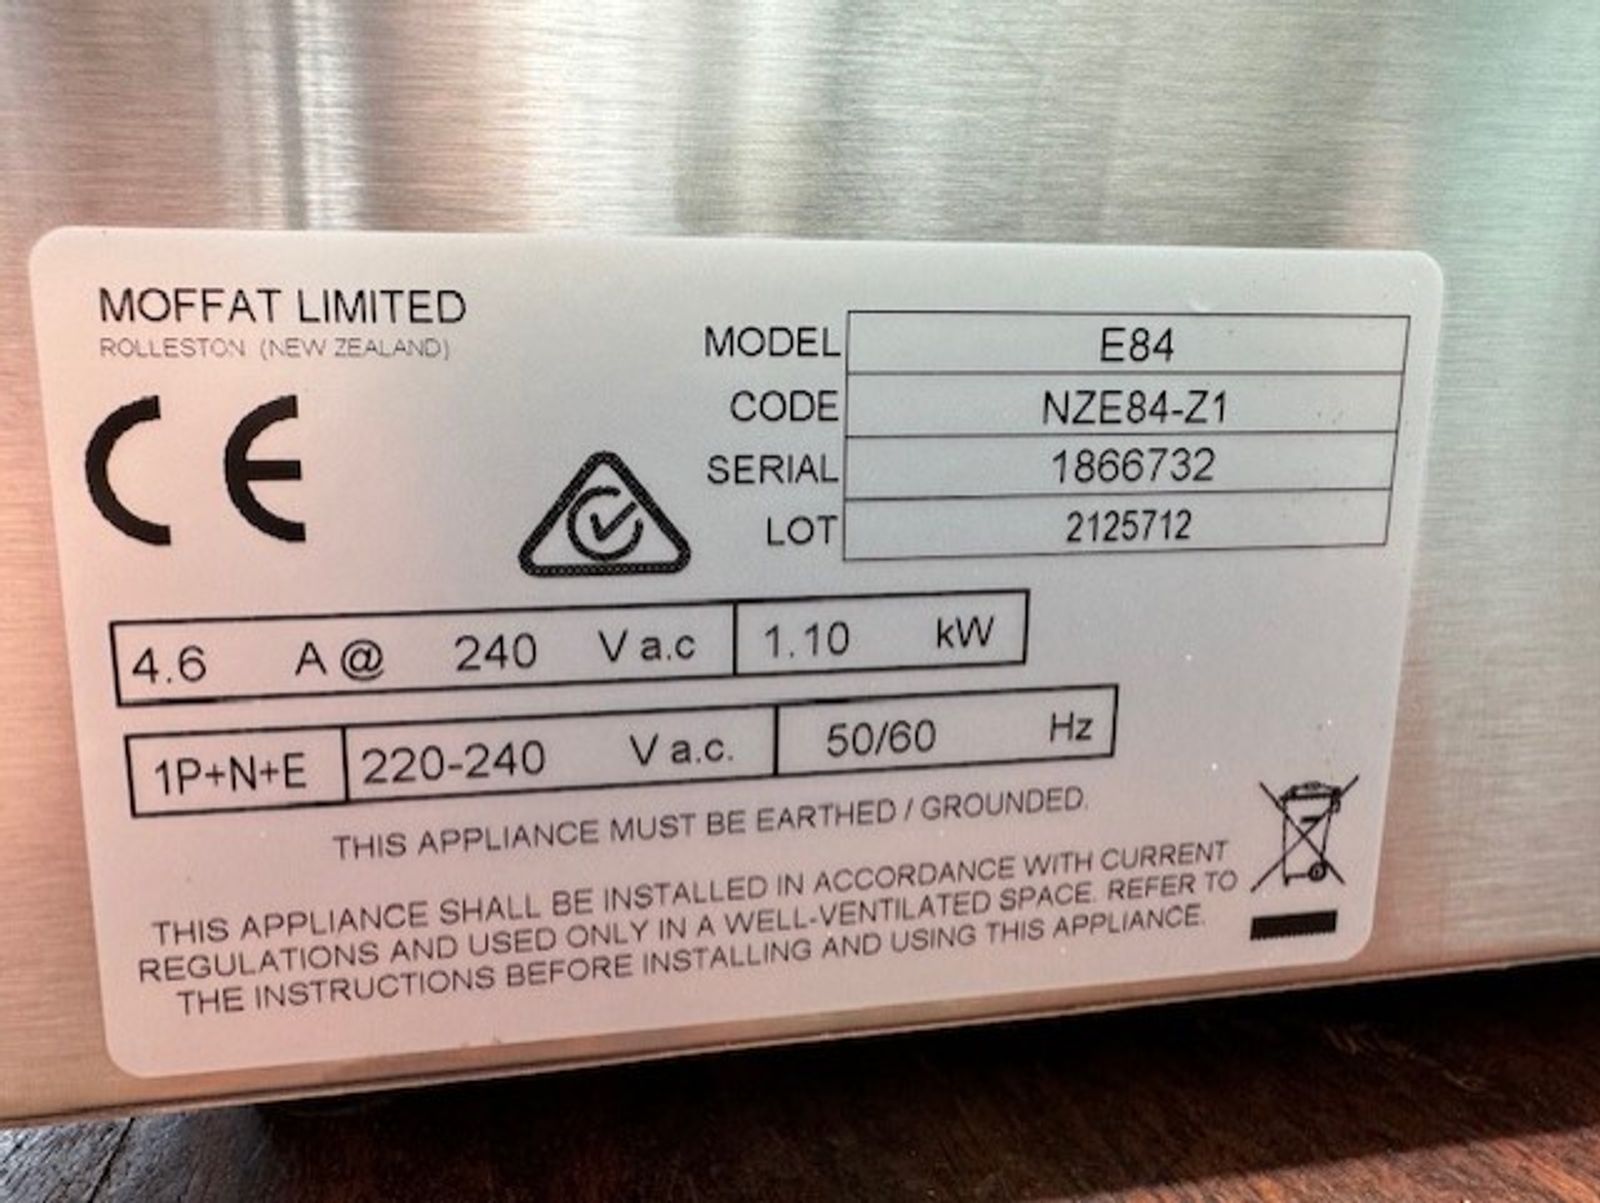 MOFFAT LIMITED
ROLLESTON (NEW ZEALAND)
CE
MODEL E84
CODE NZE84-Z1
SERIAL 1866732
LOT 2125712
4.6 A @ 240 V a.c 1.10 kW
1P+N+E 220-240 V a.c. 50/60 Hz
THIS APPLIANCE MUST BE EARTHED / GROUNDED.
THIS APPLIANCE SHALL BE INSTALLED IN ACCORDANCE WITH CURRENT
REGULATIONS AND USED ONLY IN A WELL-VENTILATED SPACE. REFER TO
THE INSTRUCTIONS BEFORE INSTALLING AND USING THIS APPLIANCE.